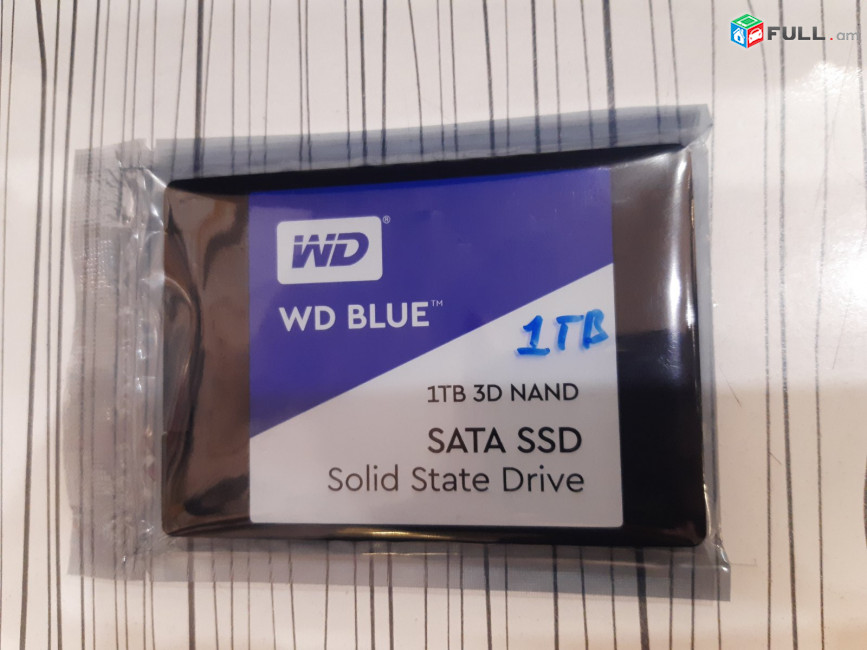 FULL.am
WD®
WD BLUE™
1TB
1TB 3D NAND
SATA SSD
Solid State Drive